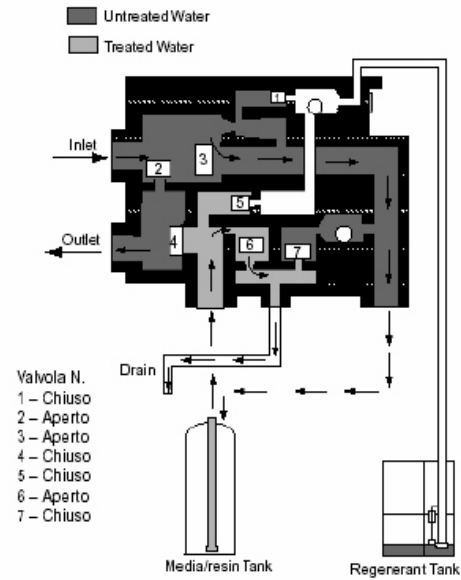 Untreated Water
Treated Water
1
Inlet
2
3
5
Outlet
4
6
7
Drain
Valvola N.
1 – Chiuso
2 – Aperto
3 – Aperto
4 – Chiuso
5 – Chiuso
6 – Aperto
7 – Chiuso
Media/resin Tank
Regenerant Tank